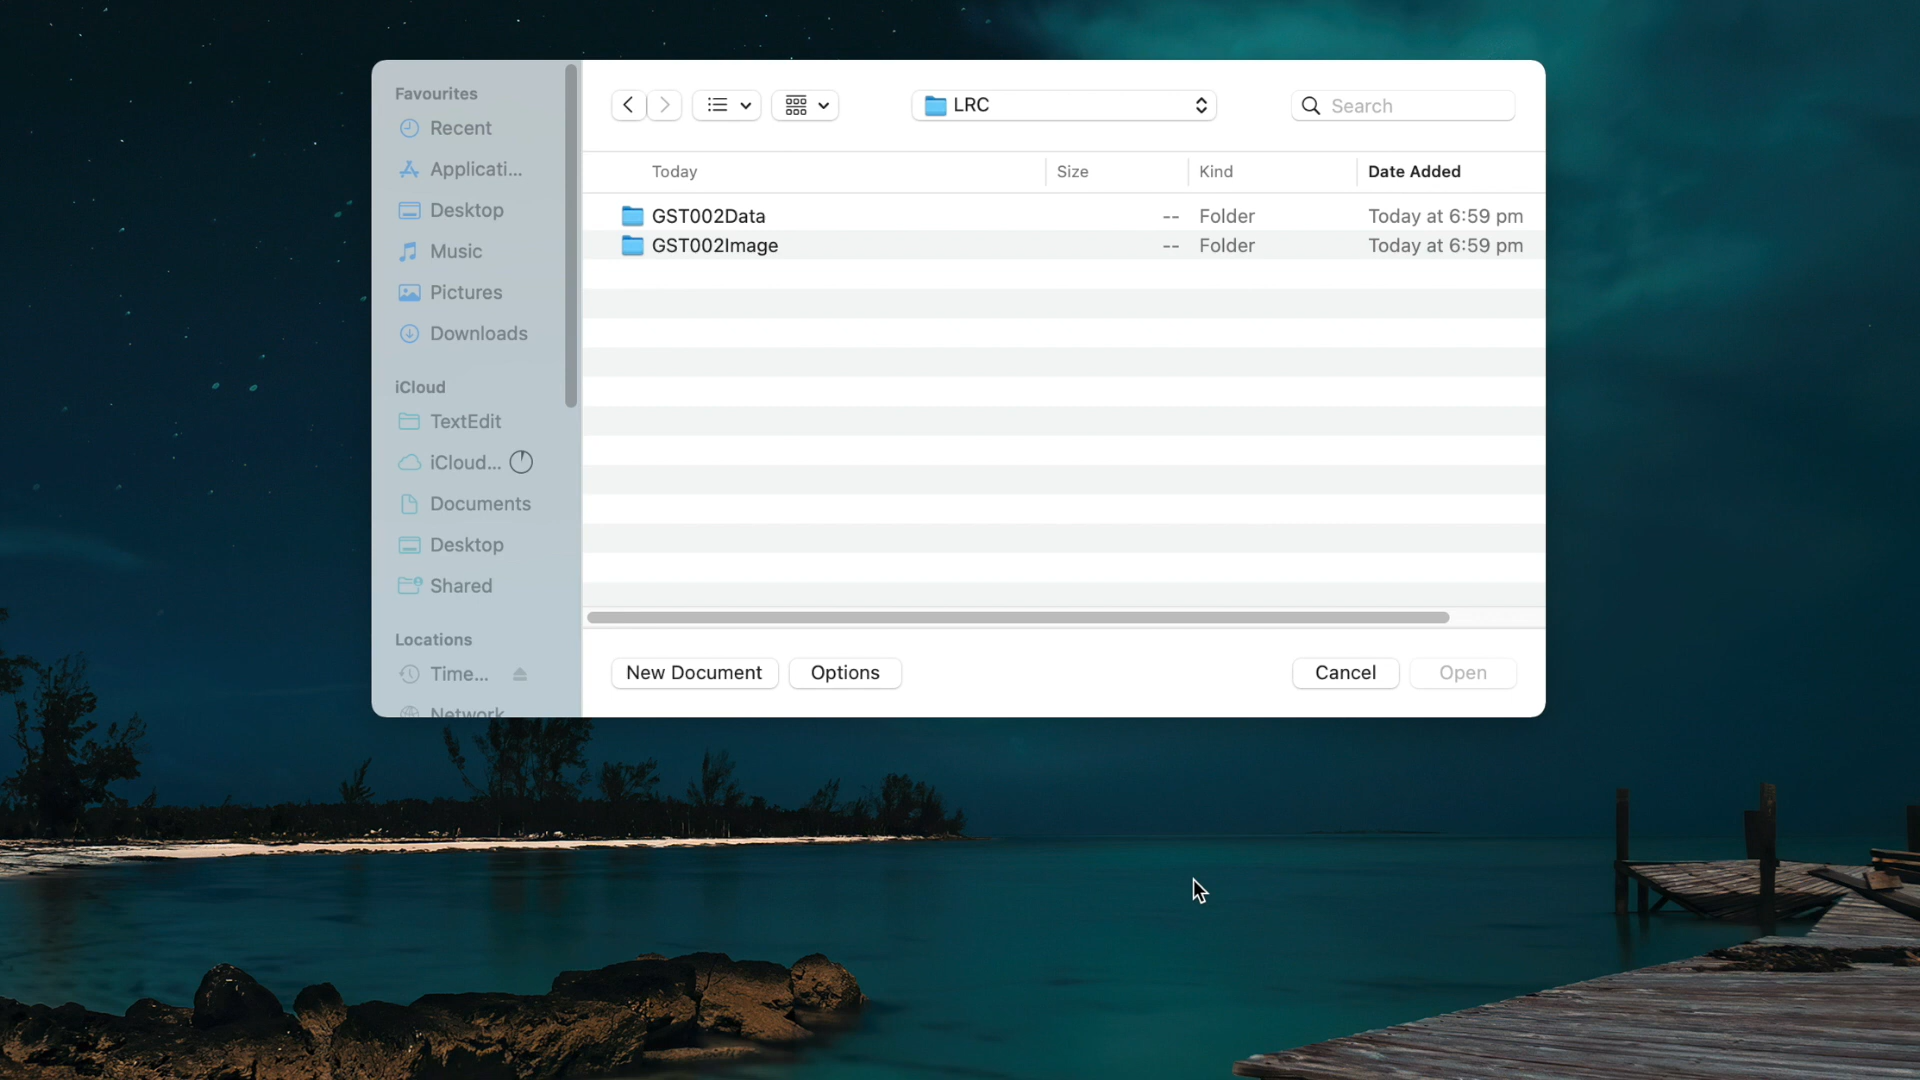 Favourites
Recent
Applicati...
Desktop
Music
Pictures
Downloads
iCloud
TextEdit
iCloud...
Documents
Desktop
Shared
Locations
Time...
Network
LRC
Search
Today Size Kind Date Added
GST002Data -- Folder Today at 6:59 pm
GST002Image -- Folder Today at 6:59 pm
New Document Options Cancel Open